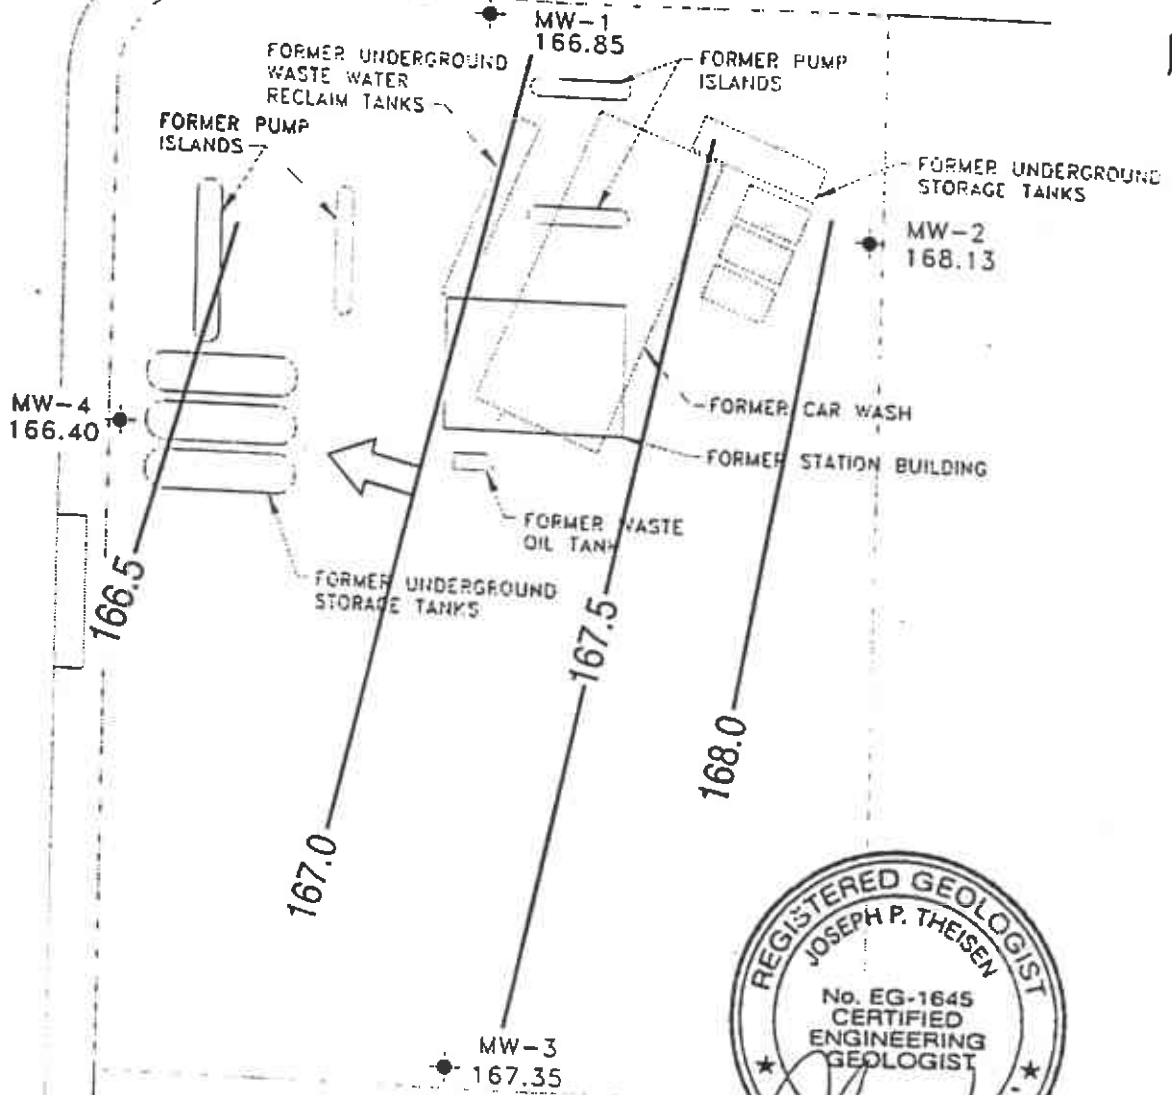 MW-1
166.85
FORMER UNDERGROUND
WASTE WATER
RECLAIM TANKS
FORMER PUMP
ISLANDS
FORMER PUMP
ISLANDS
FORMER UNDERGROUND
STORAGE TANKS
MW-2
168.13
MW-4
166.40
FORMER CAR WASH
FORMER STATION BUILDING
FORMER WASTE
OIL TANK
FORMER UNDERGROUND
STORAGE TANKS
166.5
167.5
168.0
167.0
MW-3
167.35
REGISTERED GEOLOGIST
JOSEPH P. THEISEN
No. EG-1645
CERTIFIED
ENGINEERING
GEOLOGIST